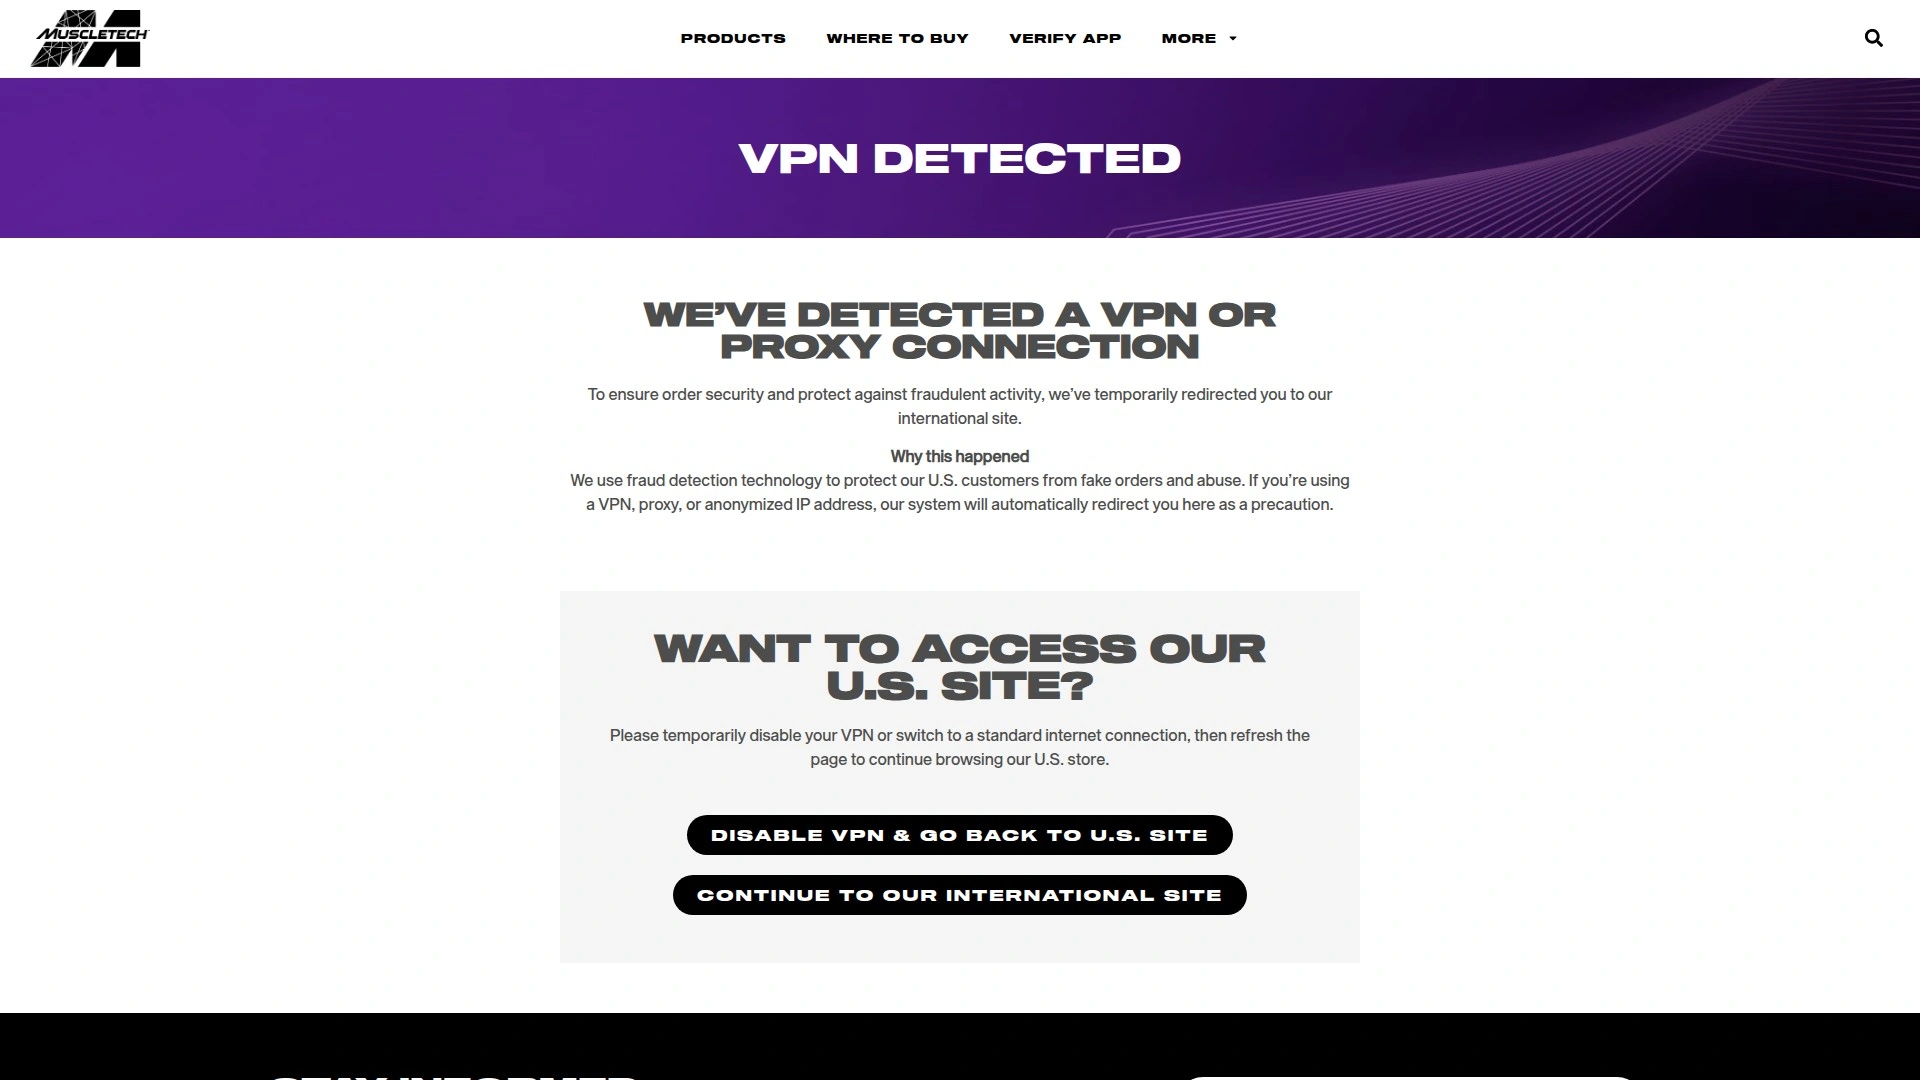 MUSCLETECH
PRODUCTS
WHERE TO BUY
VERIFY APP
MORE
VPN DETECTED
WE’VE DETECTED A VPN OR
PROXY CONNECTION
To ensure order security and protect against fraudulent activity, we’ve temporarily redirected you to our
international site.
Why this happened
We use fraud detection technology to protect our U.S. customers from fake orders and abuse. If you’re using
a VPN, proxy, or anonymized IP address, our system will automatically redirect you here as a precaution.
WANT TO ACCESS OUR
U.S. SITE?
Please temporarily disable your VPN or switch to a standard internet connection, then refresh the
page to continue browsing our U.S. store.
DISABLE VPN & GO BACK TO U.S. SITE
CONTINUE TO OUR INTERNATIONAL SITE